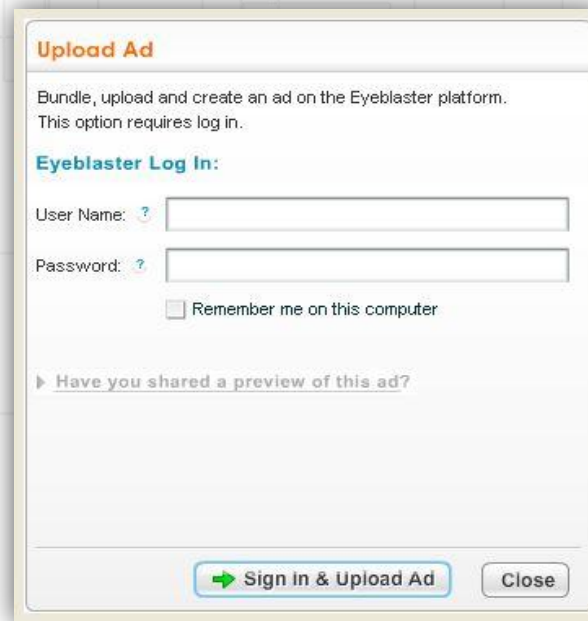 Upload Ad
Bundle, upload and create an ad on the Eyeblaster platform.
This option requires log in.
Eyeblaster Log In:
User Name: ?
Password: ?
Remember me on this computer
Have you shared a preview of this ad?
Sign in & Upload Ad
Close